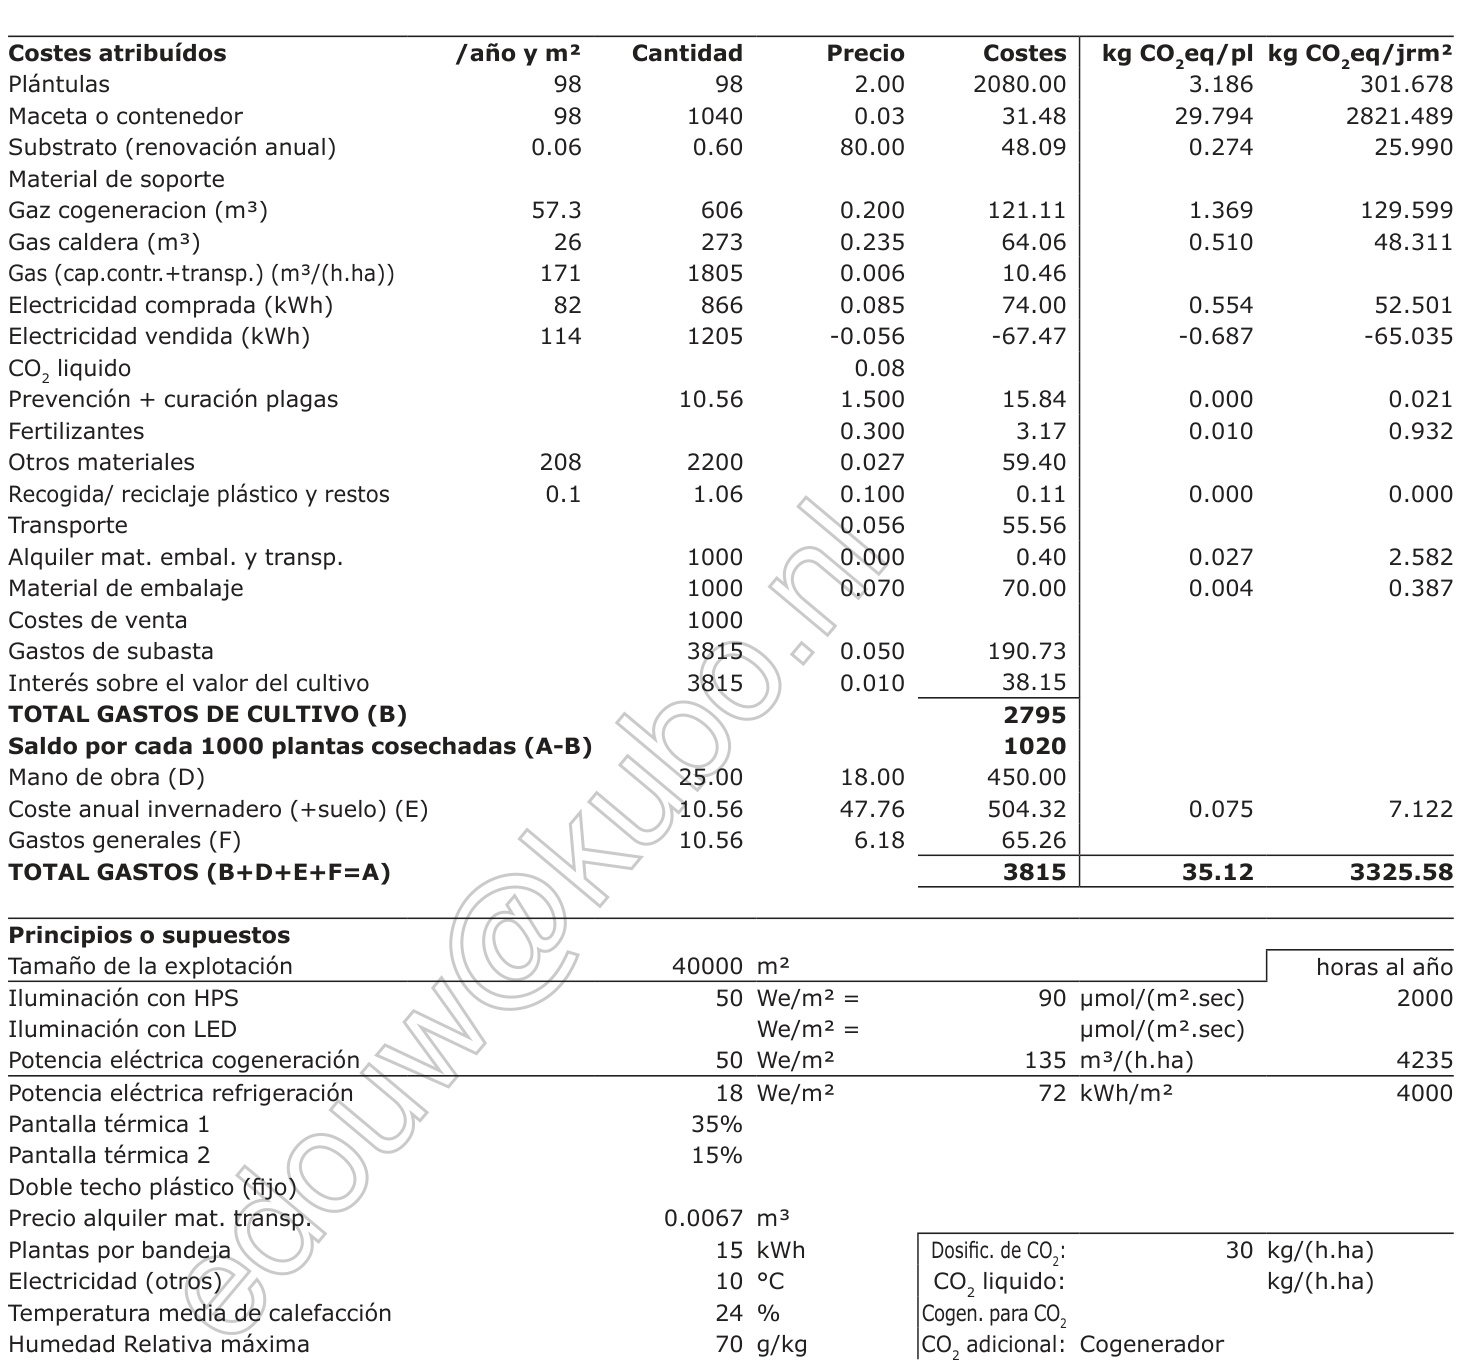 Costes atribuídos /año y m² Cantidad Precio Costes kg CO₂eq/pl kg CO₂eq/jrm²
Plántulas 98 98 2.00 2080.00 3.186 301.678
Maceta o contenedor 98 1040 0.03 31.48 29.794 2821.489
Substrato (renovación anual) 0.06 0.60 80.00 48.09 0.274 25.990
Material de soporte
Gaz cogeneracion (m³) 57.3 606 0.200 121.11 1.369 129.599
Gas caldera (m³) 26 273 0.235 64.06 0.510 48.311
Gas (cap.contr.+transp.) (m³/(h.ha)) 171 1805 0.006 10.46
Electricidad comprada (kWh) 82 866 0.085 74.00 0.554 52.501
Electricidad vendida (kWh) 114 1205 -0.056 -67.47 -0.687 -65.035
CO₂ liquido 0.08
Prevención + curación plagas 10.56 1.500 15.84 0.000 0.021
Fertilizantes 0.300 3.17 0.010 0.932
Otros materiales 208 2200 0.027 59.40
Recogida/ reciclaje plástico y restos 0.1 1.06 0.100 0.11 0.000 0.000
Transporte 0.056 55.56
Alquiler mat. embal. y transp. 1000 0.000 0.40 0.027 2.582
Material de embalaje 1000 0.070 70.00 0.004 0.387
Costes de venta 1000
Gastos de subasta 3815 0.050 190.73
Interés sobre el valor del cultivo 3815 0.010 38.15
TOTAL GASTOS DE CULTIVO (B) 2795
Saldo por cada 1000 plantas cosechadas (A-B) 1020
Mano de obra (D) 25.00 18.00 450.00
Coste anual invernadero (+suelo) (E) 10.56 47.76 504.32 0.075 7.122
Gastos generales (F) 10.56 6.18 65.26
TOTAL GASTOS (B+D+E+F=A) 3815 35.12 3325.58
Principios o supuestos
Tamaño de la explotación 40000 m² horas al año
Iluminación con HPS 50 We/m² = 90 µmol/(m².sec) 2000
Iluminación con LED We/m² = µmol/(m².sec)
Potencia eléctrica cogeneración 50 We/m² 135 m³/(h.ha) 4235
Potencia eléctrica refrigeración 18 We/m² 72 kWh/m² 4000
Pantalla térmica 1 35%
Pantalla térmica 2 15%
Doble techo plástico (fijo)
Precio alquiler mat. transp. 0.0067 m³
Plantas por bandeja 15 kWh Dosific. de CO₂: 30 kg/(h.ha)
Electricidad (otros) 10 °C CO₂ liquido: kg/(h.ha)
Temperatura media de calefacción 24 % Cogen. para CO₂
Humedad Relativa máxima 70 g/kg CO₂ adicional: Cogenerador
edouw@kubo.nl